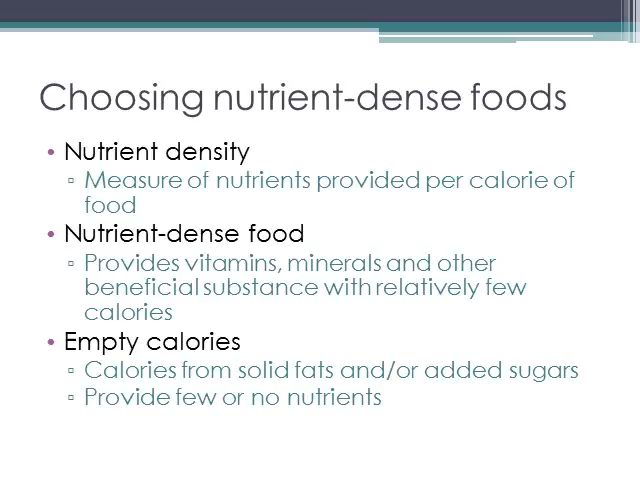 Choosing nutrient-dense foods
• Nutrient density
▫ Measure of nutrients provided per calorie of
food
• Nutrient-dense food
▫ Provides vitamins, minerals and other
beneficial substance with relatively few
calories
• Empty calories
▫ Calories from solid fats and/or added sugars
▫ Provide few or no nutrients